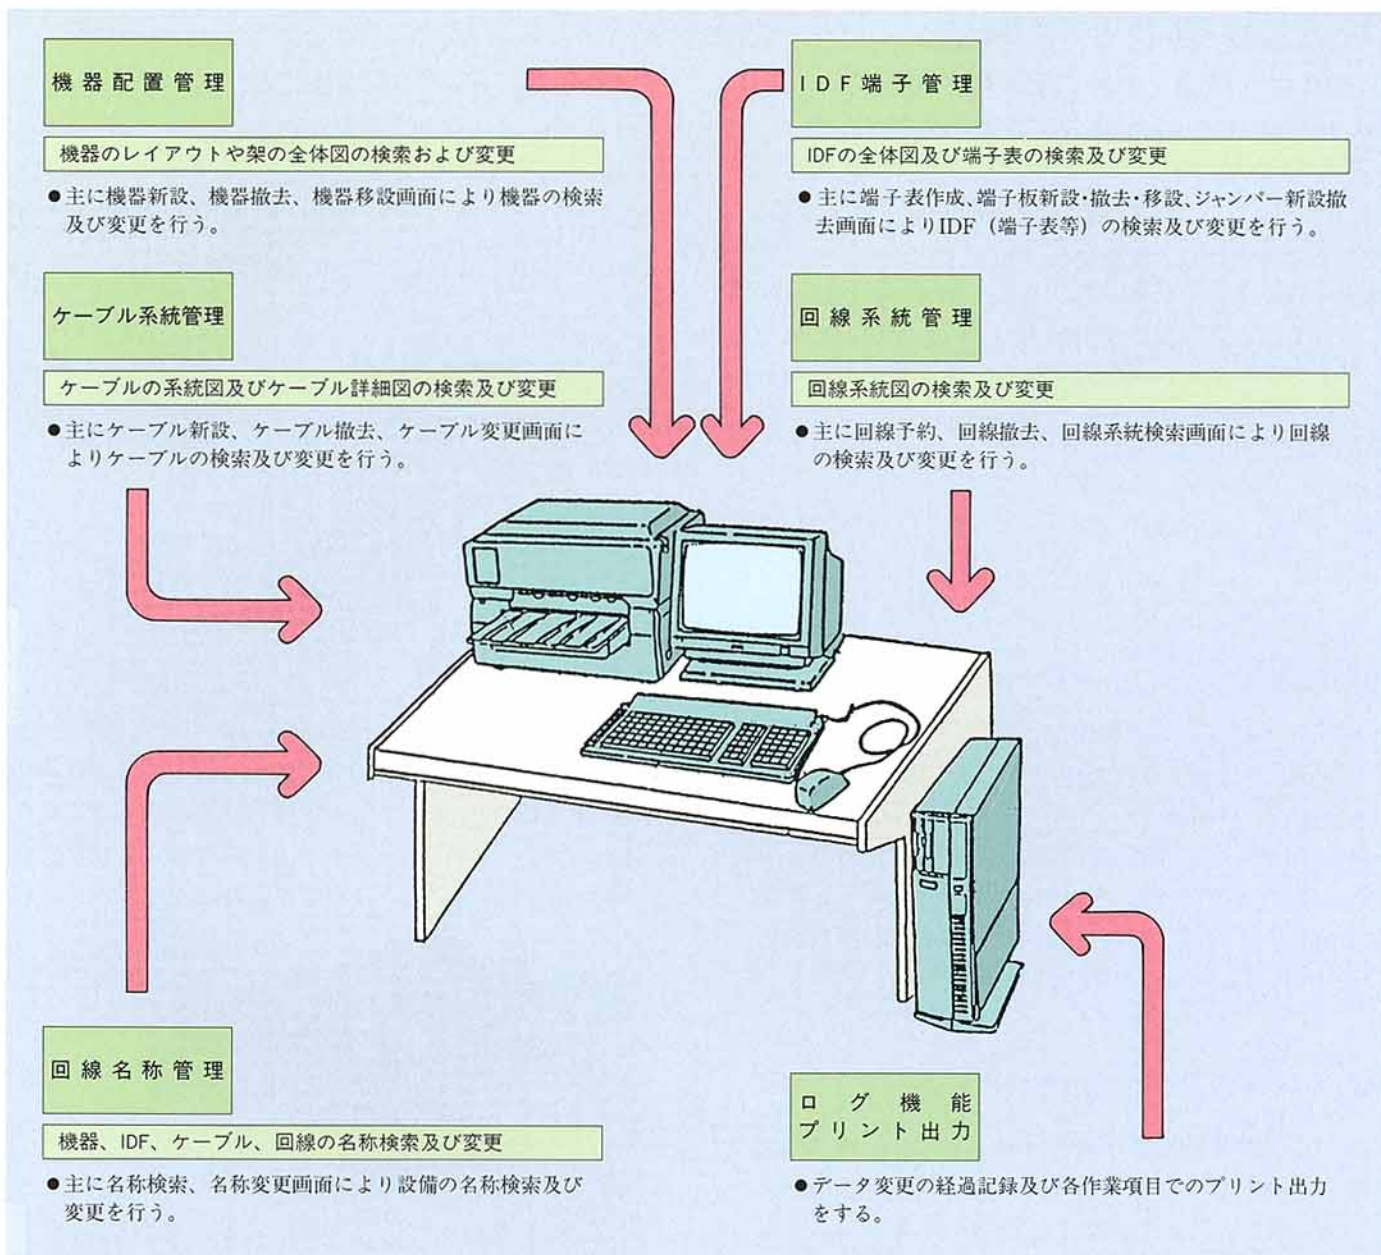 機器配置管理
機器のレイアウトや架の全体図の検索および変更
●主に機器新設、機器撤去、機器移設画面により機器の検索
及び変更を行う。
ケーブル系統管理
ケーブルの系統図及びケーブル詳細図の検索及び変更
●主にケーブル新設、ケーブル撤去、ケーブル変更画面に
よりケーブルの検索及び変更を行う。
IDF端子管理
IDFの全体図及び端子表の検索及び変更
●主に端子表作成、端子板新設・撤去・移設、ジャンパー新設撤
去画面によりIDF（端子表等）の検索及び変更を行う。
回線系統管理
回線系統図の検索及び変更
●主に回線予約、回線撤去、回線系統検索画面により回線
の検索及び変更を行う。
回線名称管理
機器、IDF、ケーブル、回線の名称検索及び変更
●主に名称検索、名称変更画面により設備の名称検索及び
変更を行う。
ログ機能
プリント出力
●データ変更の経過記録及び各作業項目でのプリント出力
をする。